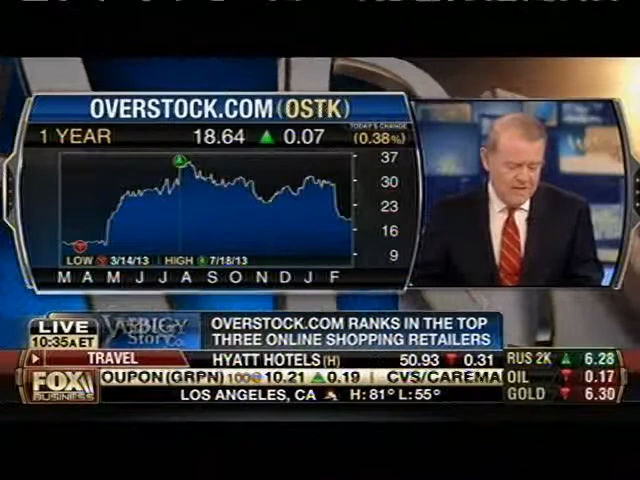 OVERSTOCK.COM (OSTK)
1 YEAR 18.64 0.07 (0.38%)
TODAY'S CHANGE
37
30
23
16
9
LOW 3/14/13 HIGH 7/18/13
M A M J J A S O N D J F
LIVE
10:35A ET
Story Co.
OVERSTOCK.COM RANKS IN THE TOP
THREE ONLINE SHOPPING RETAILERS
TRAVEL HYATT HOTELS (H) 50.93 0.31
OUPON(GRPN) 10.21 0.19 CVS/CAREMA
LOS ANGELES, CA H:81° L:55°
RUS 2K 6.28
OIL 0.17
GOLD 6.30
FOX
BUSINESS